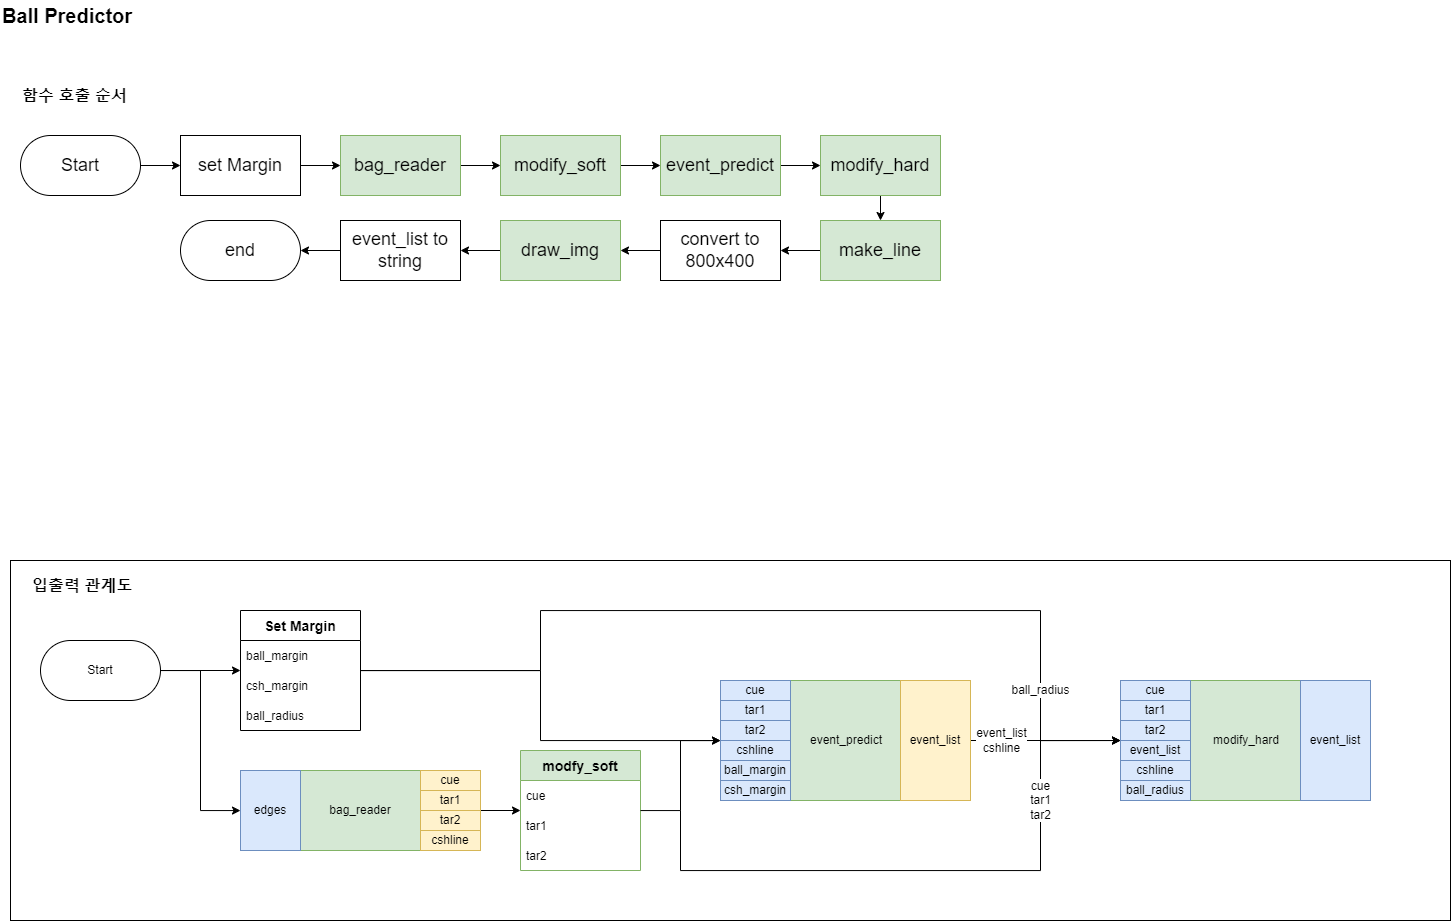 Ball Predictor
함수 호출 순서
Start
set Margin
bag_reader
modify_soft
event_predict
modify_hard
end
event_list to
string
draw_img
convert to
800x400
make_line
입출력 관계도
Start
Set Margin
ball_margin
csh_margin
ball_radius
edges
bag_reader
cue
tar1
tar2
cshline
modfy_soft
cue
tar1
tar2
cue
tar1
tar2
cshline
ball_margin
csh_margin
event_predict
event_list
ball_radius
event_list
cshline
cue
tar1
tar2
cue
tar1
tar2
event_list
cshline
ball_radius
modify_hard
event_list